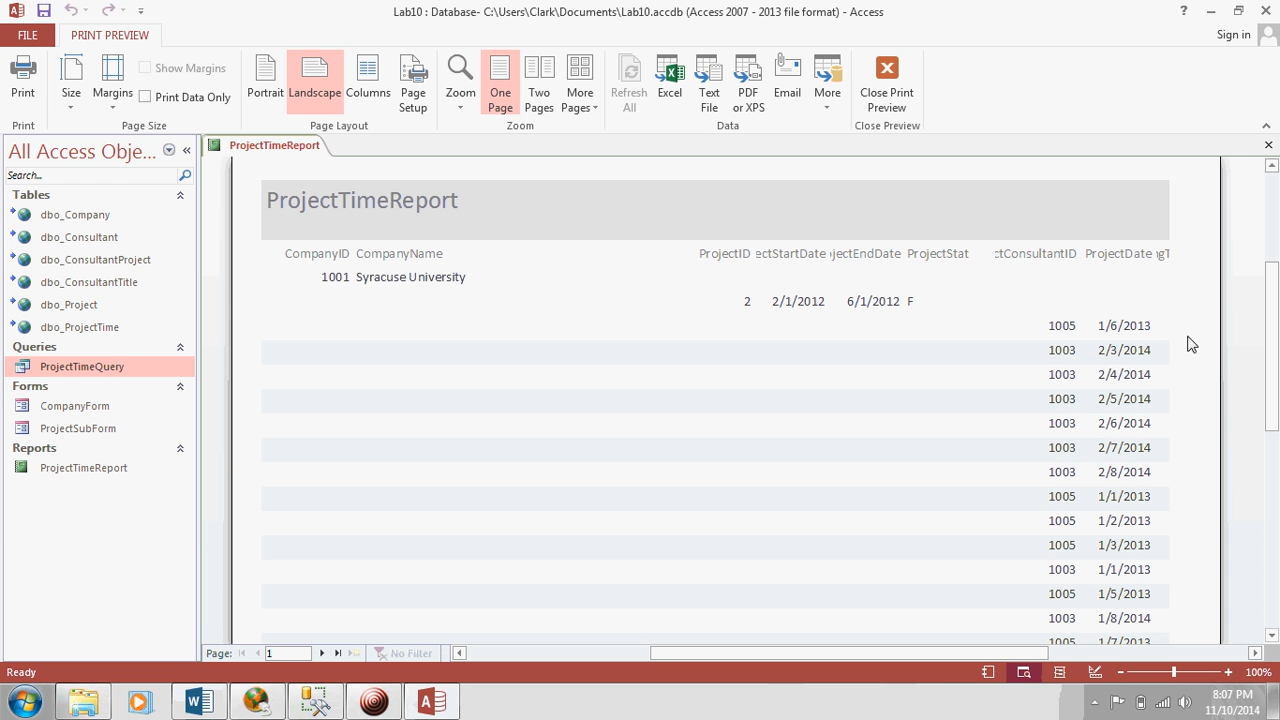 Lab10 : Database- C:\Users\Clark\Documents\Lab10.accdb (Access 2007 - 2013 file format) - Access
FILE
PRINT PREVIEW
Sign in
Print
Size
Margins
Show Margins
Print Data Only
Portrait
Landscape
Columns
Page Setup
Zoom
One Page
Two Pages
More Pages
Refresh All
Excel
Text File
PDF or XPS
Email
More
Close Print Preview
Print
Page Size
Page Layout
Zoom
Data
Close Preview
All Access Obje...
Search...
Tables
dbo_Company
dbo_Consultant
dbo_ConsultantProject
dbo_ConsultantTitle
dbo_Project
dbo_ProjectTime
Queries
ProjectTimeQuery
Forms
CompanyForm
ProjectSubForm
Reports
ProjectTimeReport
ProjectTimeReport
ProjectTimeReport
CompanyID CompanyName ProjectID ectStartDate jectEndDate ProjectStat ctConsultantID ProjectDate gT
1001 Syracuse University
2 2/1/2012 6/1/2012 F
1005 1/6/2013
1003 2/3/2014
1003 2/4/2014
1003 2/5/2014
1003 2/6/2014
1003 2/7/2014
1003 2/8/2014
1005 1/1/2013
1005 1/2/2013
1005 1/3/2013
1003 1/1/2013
1005 1/5/2013
1003 1/8/2014
1005 1/7/2013
Page: 1 No Filter
Ready
100%
8:07 PM
11/10/2014